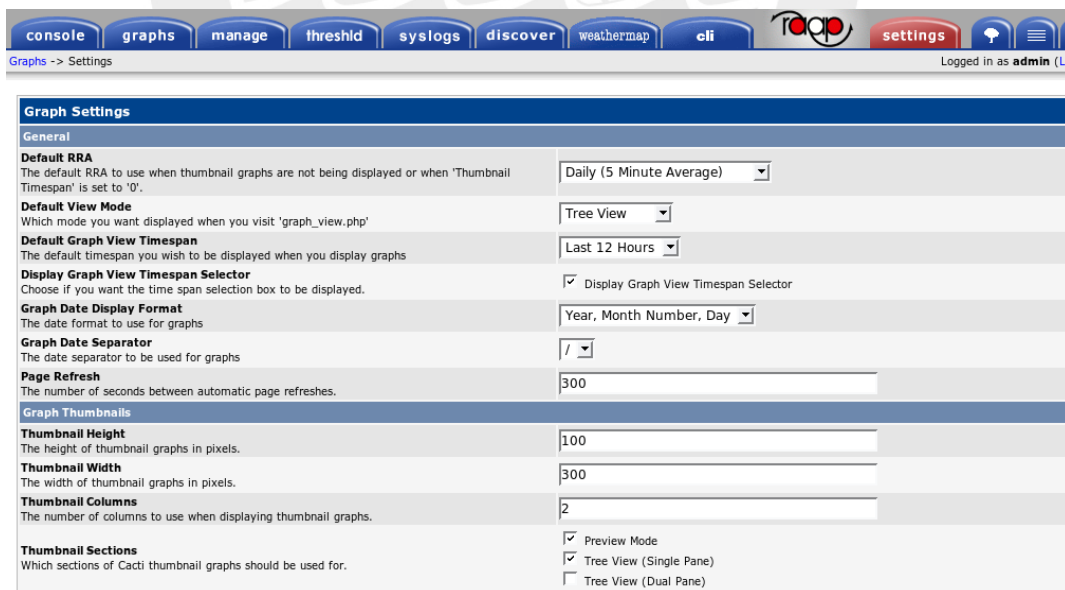 console graphs manage threshld syslogs discover weathermap cli raap settings
Graphs -> Settings Logged in as admin (L
Graph Settings
General
Default RRA
The default RRA to use when thumbnail graphs are not being displayed or when 'Thumbnail
Timespan' is set to '0'.
Daily (5 Minute Average)
Default View Mode
Which mode you want displayed when you visit 'graph_view.php'
Tree View
Default Graph View Timespan
The default timespan you wish to be displayed when you display graphs
Last 12 Hours
Display Graph View Timespan Selector
Choose if you want the time span selection box to be displayed.
Display Graph View Timespan Selector
Graph Date Display Format
The date format to use for graphs
Year, Month Number, Day
Graph Date Separator
The date separator to be used for graphs
/
Page Refresh
The number of seconds between automatic page refreshes.
300
Graph Thumbnails
Thumbnail Height
The height of thumbnail graphs in pixels.
100
Thumbnail Width
The width of thumbnail graphs in pixels.
300
Thumbnail Columns
The number of columns to use when displaying thumbnail graphs.
2
Thumbnail Sections
Which sections of Cacti thumbnail graphs should be used for.
Preview Mode
Tree View (Single Pane)
Tree View (Dual Pane)